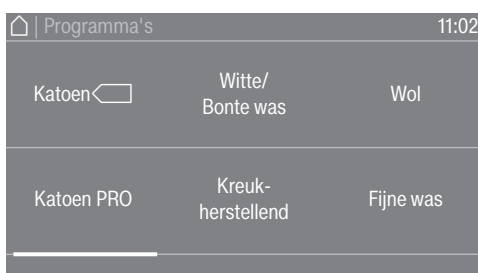 | Programma's 11:02
Katoen
Witte/
Bonte was
Wol
Katoen PRO
Kreuk-
herstellend
Fijne was